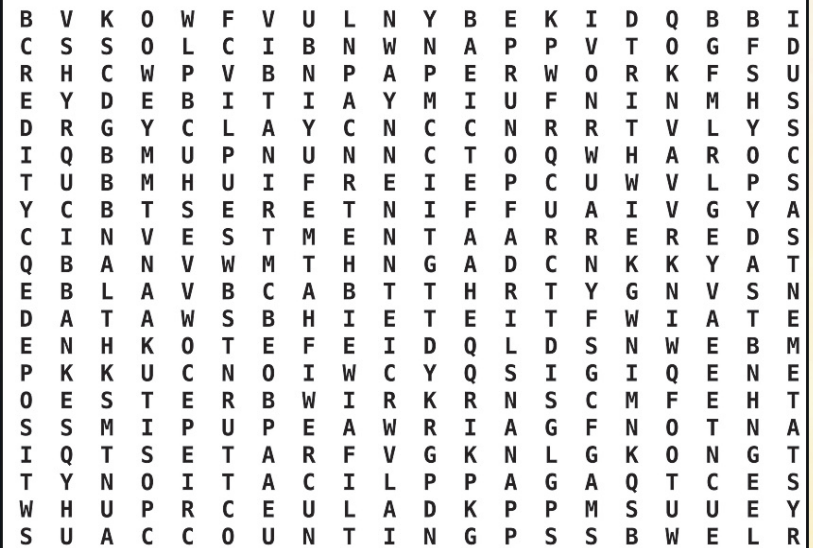 B V K O W F V U L N Y B E K I D Q B B I
C S S O L C I B N W N A P P V T O G F D
R H C W P V B N P A P E R W O R K F S U
E Y D E B I T I A Y M I U F N I N M H S
D R G Y C L A Y C N C C N R R T V L Y S
I Q B M U P N U N N C T O Q W H A R O C
T U B M H U I F R E I E P C U W V L P S
Y C B T S E R E T N I F F U A I V G Y A
C I N V E S T M E N T A A R R E R E D S
Q B A N V W M T H N G A D C N K K Y A T
E B L A V B C A B T T H R T Y G N V S N
D A T A W S B H I E T E I T F W I A T E
E N H K O T E F E I D Q L D S N W E B M
P K K U C N O I W C Y Q S I G I Q E N E
O E S T E R B W I R K R N S C M F E H T
S S M I P U P E A W R I A G F N O T N A
I Q T S E T A R F V G K N L G K O N G T
T Y N O I T A C I L P P A G A Q T C E S
W H U P R C E U L A D K P P M S U U E Y
S U A C C O U N T I N G P S S B W E L R